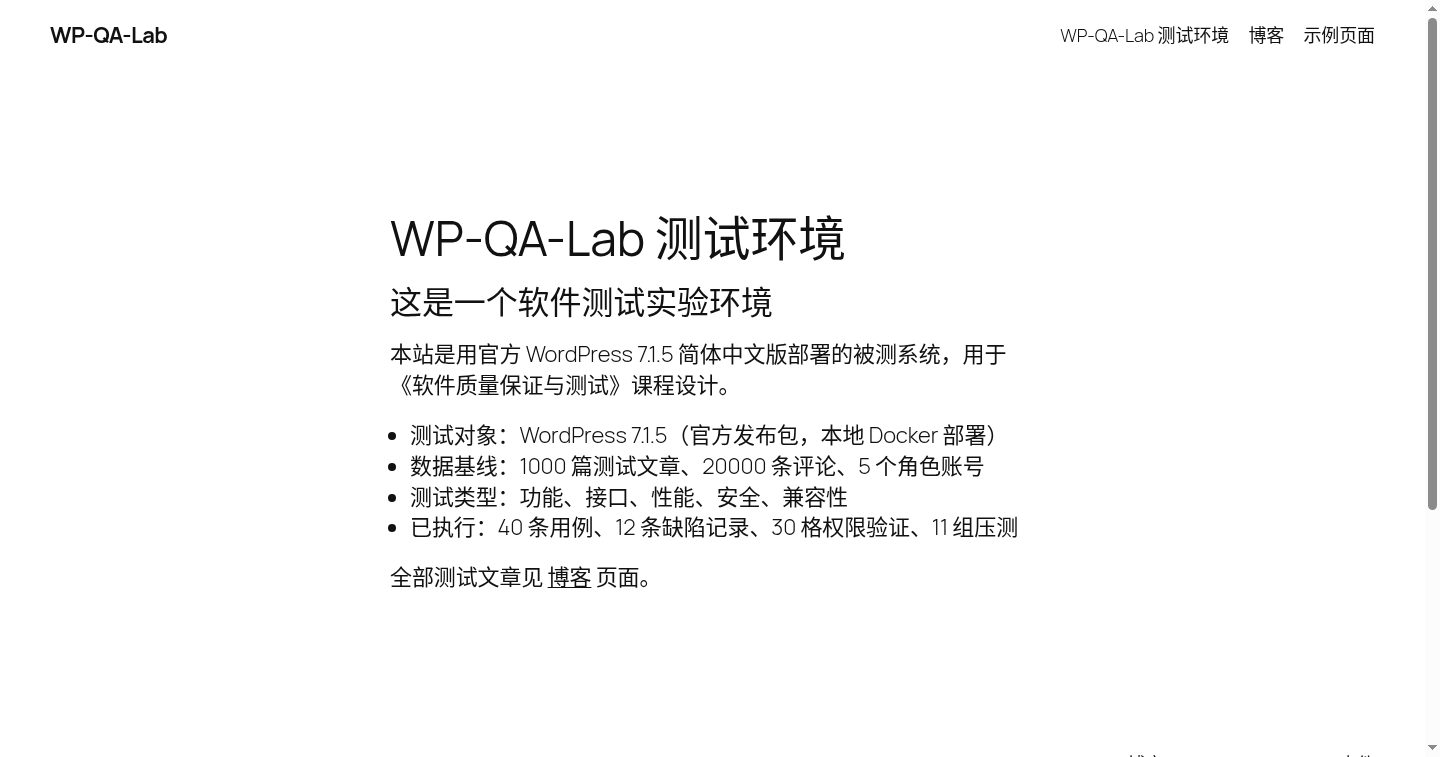 WP-QA-Lab
WP-QA-Lab 测试环境 博客 示例页面
WP-QA-Lab 测试环境
这是一个软件测试实验环境
本站是用官方 WordPress 7.1.5 简体中文版部署的被测系统，用于
《软件质量保证与测试》课程设计。
测试对象：WordPress 7.1.5（官方发布包，本地 Docker 部署）
数据基线：1000 篇测试文章、20000 条评论、5 个角色账号
测试类型：功能、接口、性能、安全、兼容性
已执行：40 条用例、12 条缺陷记录、30 格权限验证、11 组压测
全部测试文章见 博客 页面。